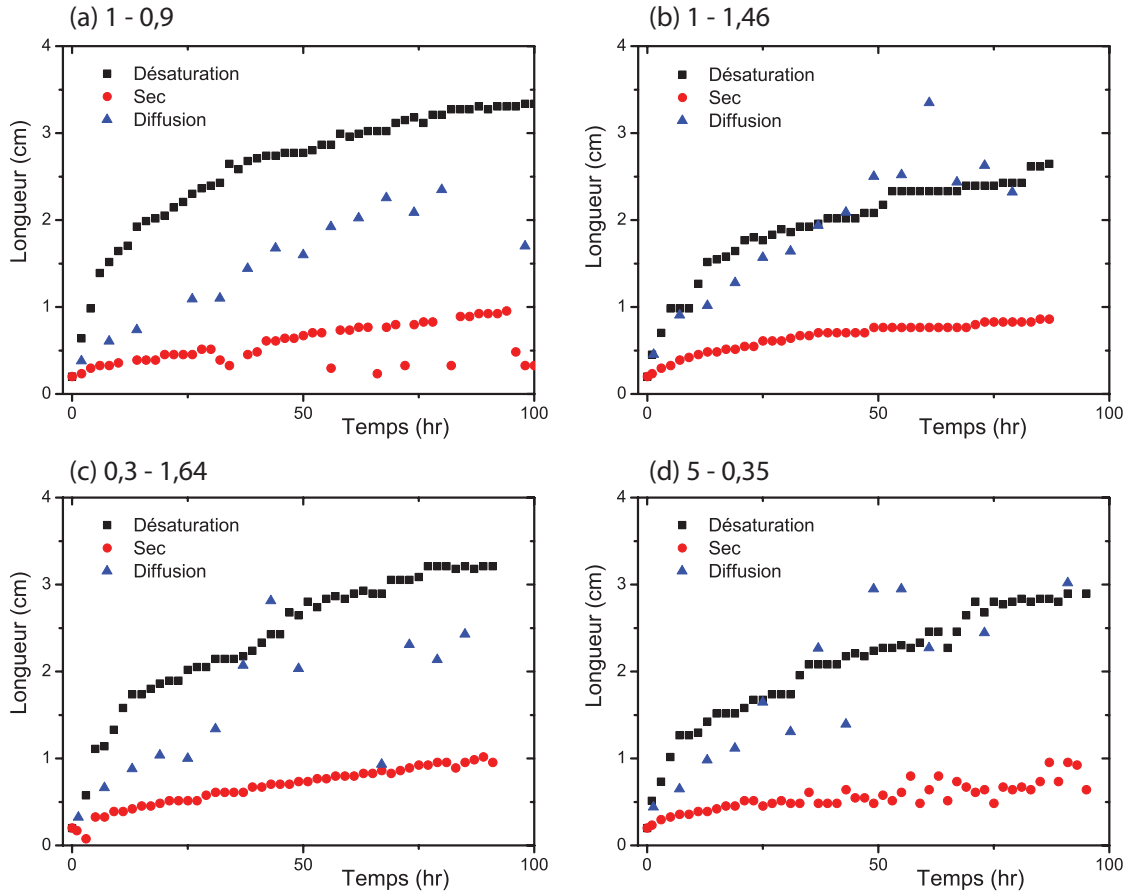 (a) 1 - 0,9
4
3
2
1
0
Longueur (cm)
Désaturation
Sec
Diffusion
0
50
100
Temps (hr)
(b) 1 - 1,46
4
3
2
1
0
Longueur (cm)
Désaturation
Sec
Diffusion
0
50
100
Temps (hr)
(c) 0,3 - 1,64
4
3
2
1
0
Longueur (cm)
Désaturation
Sec
Diffusion
0
50
100
Temps (hr)
(d) 5 - 0,35
4
3
2
1
0
Longueur (cm)
Désaturation
Sec
Diffusion
0
50
100
Temps (hr)